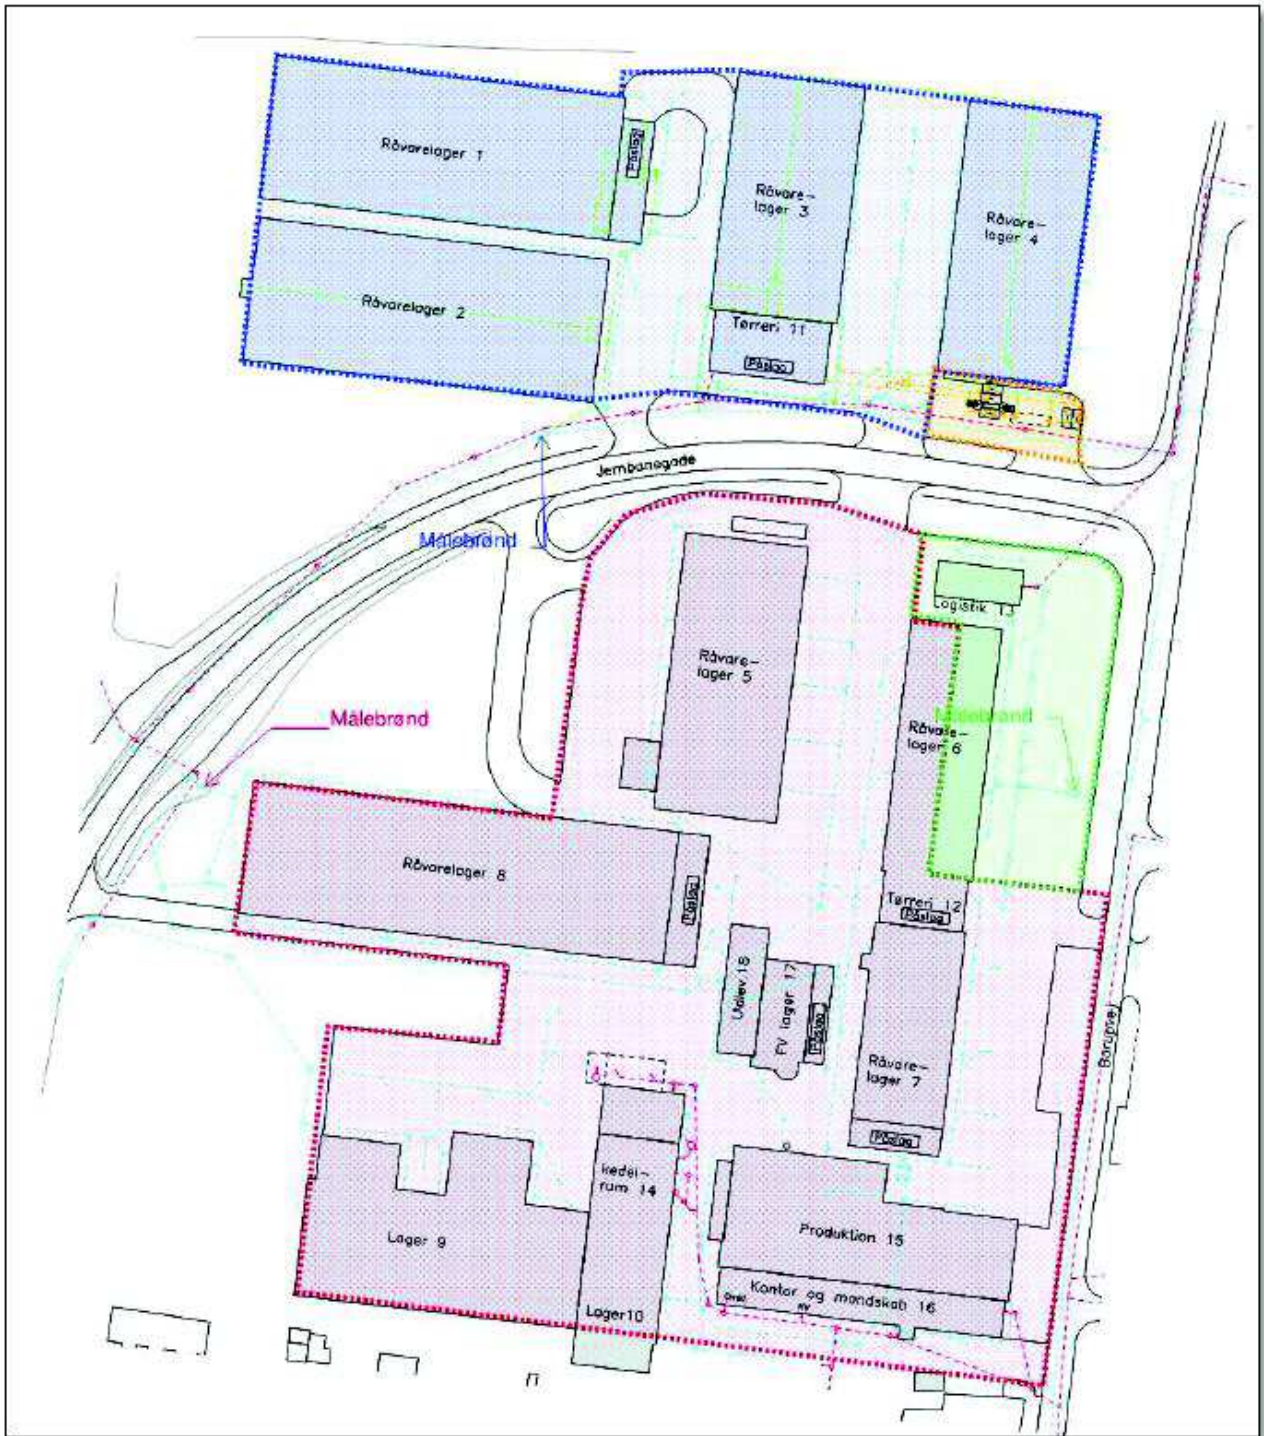 Råvarelager 1
Påslag
Råvare-
lager 3
Råvare-
lager 4
Råvarelager 2
Tørreri 11
Påslag
Jernbanegade
Målebrønd
Logistik 13
Råvare-
lager 5
Målebrønd
Målebrønd
Råvare-
lager 6
Råvarelager 8
Påslag
Tørreri 12
Påslag
Udlev 18
FV lager 17
Påslag
Borupvej
Råvare-
lager 7
Påslag
kedel-
rum 14
Produktion 15
Lager 9
Kontor og mandskab 16
Lager10